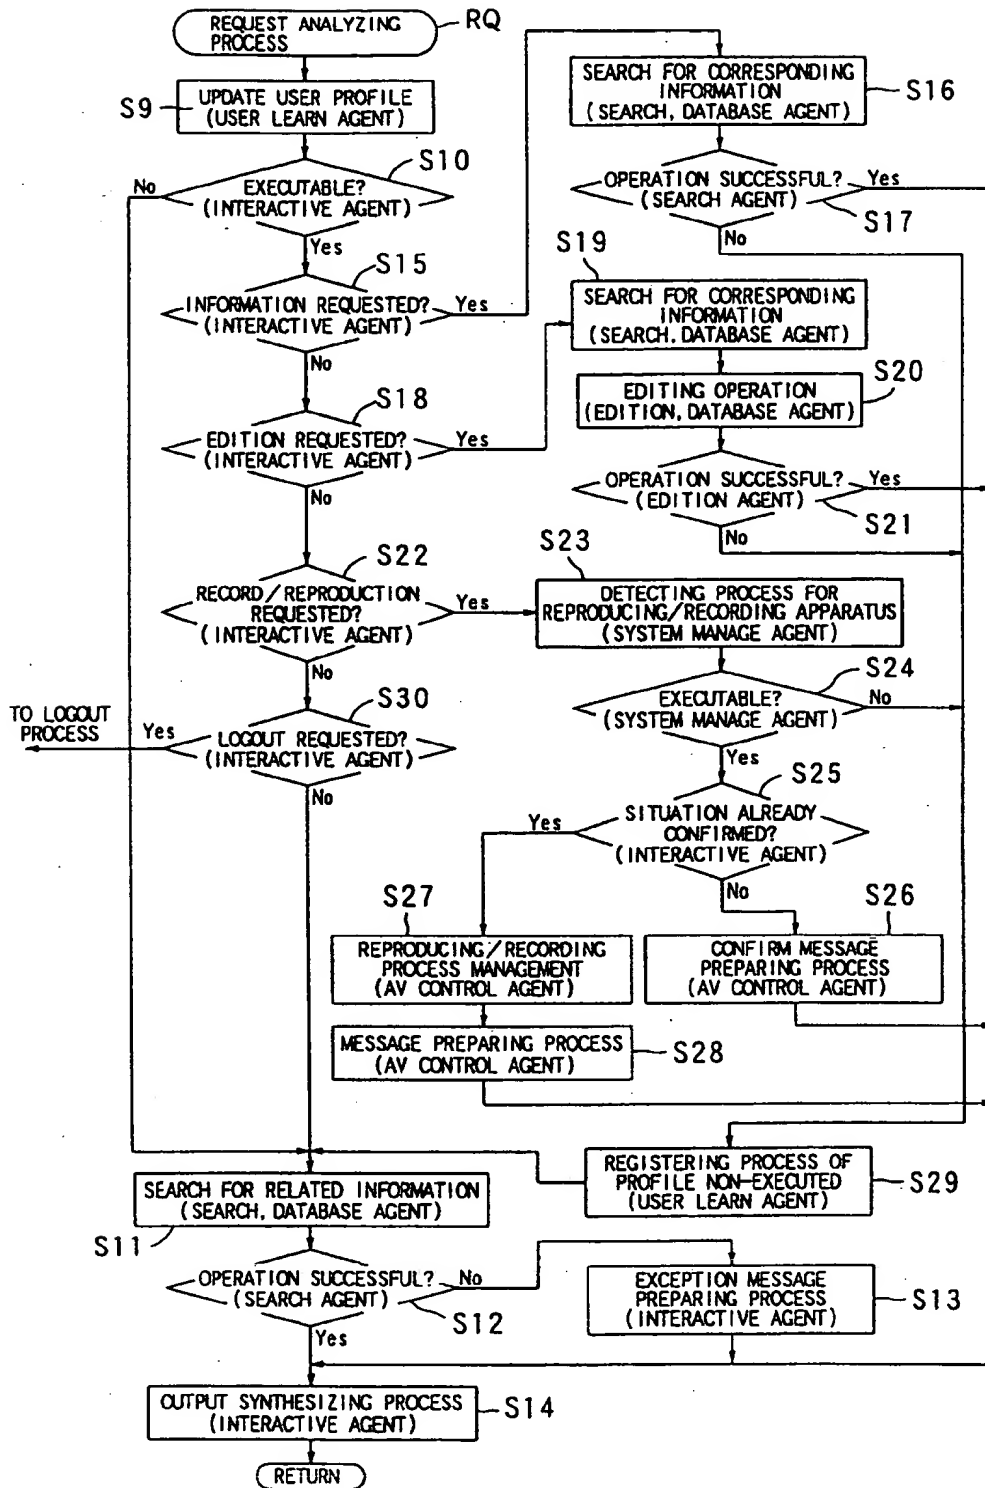 REQUEST ANALYZING
PROCESS
RQ
S9
UPDATE USER PROFILE
(USER LEARN AGENT)
S10
No
EXECUTABLE?
(INTERACTIVE AGENT)
Yes
S15
INFORMATION REQUESTED?
(INTERACTIVE AGENT)
Yes
No
S18
EDITION REQUESTED?
(INTERACTIVE AGENT)
Yes
No
S22
RECORD/REPRODUCTION
REQUESTED?
(INTERACTIVE AGENT)
Yes
No
S30
TO LOGOUT
PROCESS
Yes
LOGOUT REQUESTED?
(INTERACTIVE AGENT)
No
SEARCH FOR CORRESPONDING
INFORMATION
(SEARCH, DATABASE AGENT)
S16
OPERATION SUCCESSFUL?
(SEARCH AGENT)
Yes
S17
No
S19
SEARCH FOR CORRESPONDING
INFORMATION
(SEARCH, DATABASE AGENT)
S20
EDITING OPERATION
(EDITION, DATABASE AGENT)
OPERATION SUCCESSFUL?
(EDITION AGENT)
Yes
S21
No
S23
DETECTING PROCESS FOR
REPRODUCING/RECORDING APPARATUS
(SYSTEM MANAGE AGENT)
S24
EXECUTABLE?
(SYSTEM MANAGE AGENT)
No
Yes
S25
SITUATION ALREADY
CONFIRMED?
(INTERACTIVE AGENT)
Yes
No
S27
REPRODUCING/RECORDING
PROCESS MANAGEMENT
(AV CONTROL AGENT)
S26
CONFIRM MESSAGE
PREPARING PROCESS
(AV CONTROL AGENT)
MESSAGE PREPARING PROCESS
(AV CONTROL AGENT)
S28
REGISTERING PROCESS OF
PROFILE NON-EXECUTED
(USER LEARN AGENT)
S29
SEARCH FOR RELATED INFORMATION
(SEARCH, DATABASE AGENT)
S11
OPERATION SUCCESSFUL?
(SEARCH AGENT)
No
S12
Yes
EXCEPTION MESSAGE
PREPARING PROCESS
(INTERACTIVE AGENT)
S13
OUTPUT SYNTHESIZING PROCESS
(INTERACTIVE AGENT)
S14
RETURN